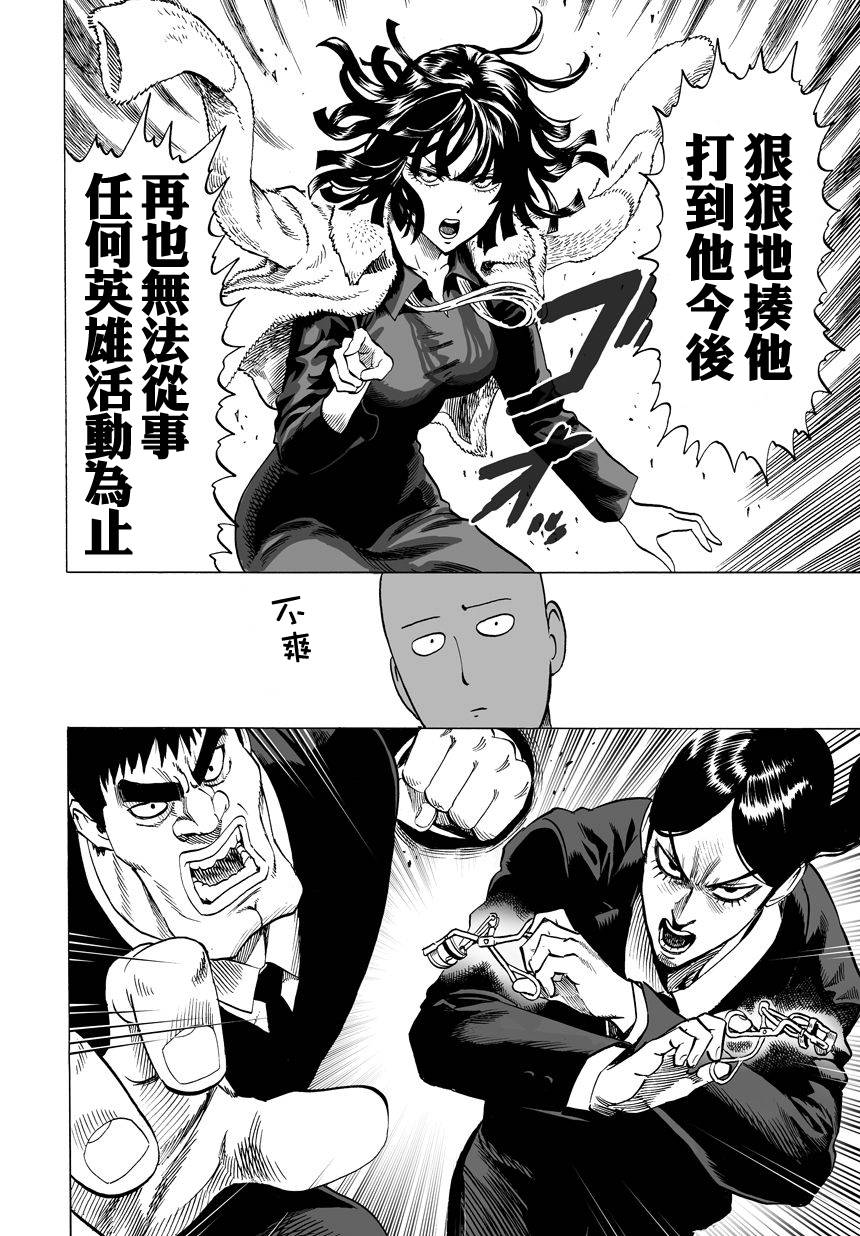 狠狠地揍他
打到他今後
再也無法從事
任何英雄活動為止
不爽